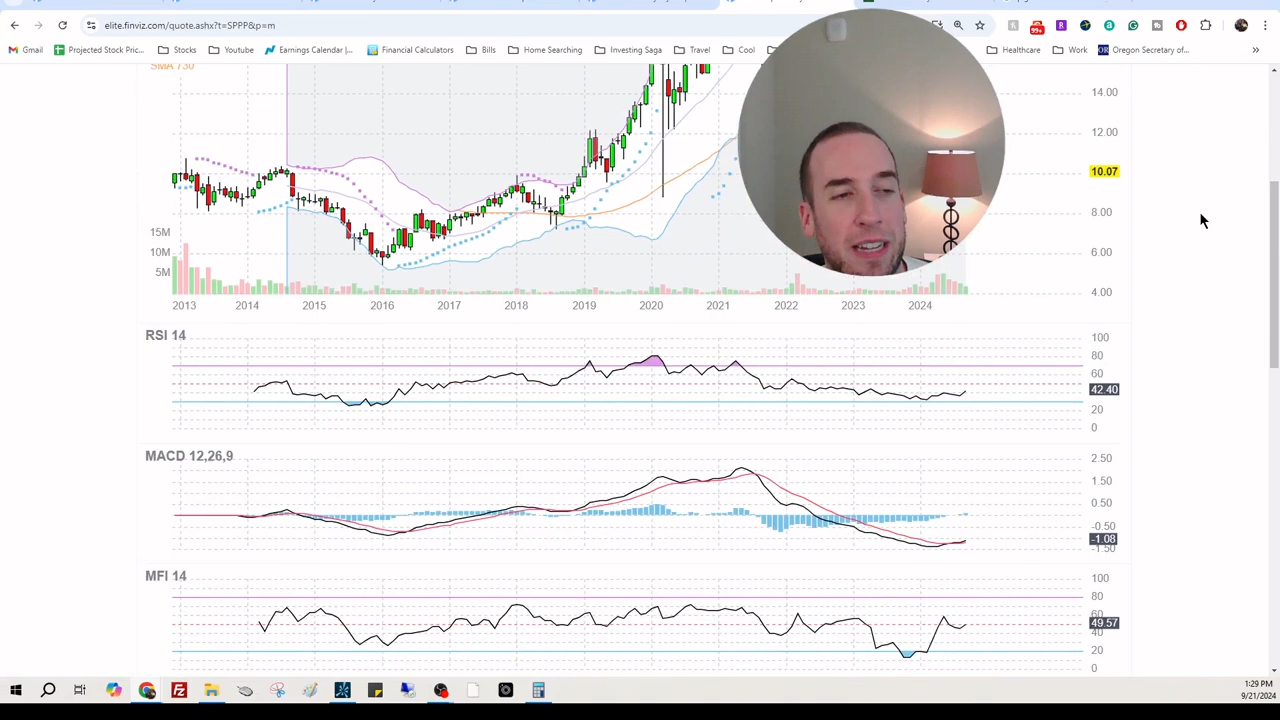 elite.finviz.com/quote.ashx?t=SPPP&p=m
Gmail
Projected Stock Pric...
Stocks
Youtube
Earnings Calendar |...
Financial Calculators
Bills
Home Searching
Investing Saga
Travel
Cool
Healthcare
Work
Oregon Secretary of...
99+
SMA 730
14.00
12.00
10.07
8.00
6.00
4.00
15M
10M
5M
2013 2014 2015 2016 2017 2018 2019 2020 2021 2022 2023 2024
RSI 14
100
80
60
42.40
20
0
MACD 12,26,9
2.50
1.50
0.50
-0.50
-1.08
-1.50
MFI 14
100
80
60
49.57
40
20
0
1:29 PM
9/21/2024